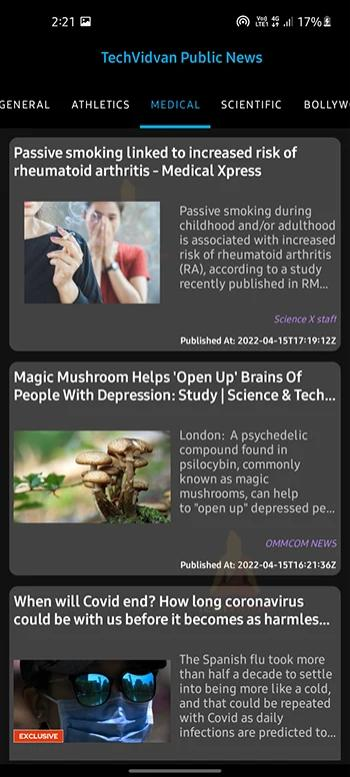 2:21
Vo)) 4G
LTE1
17%
TechVidvan Public News
GENERAL ATHLETICS MEDICAL SCIENTIFIC BOLLYW
Passive smoking linked to increased risk of
rheumatoid arthritis - Medical Xpress
Passive smoking during
childhood and/or adulthood
is associated with increased
risk of rheumatoid arthritis
(RA), according to a study
recently published in RM...
Science X staff
Published At: 2022-04-15T17:19:12Z
Magic Mushroom Helps 'Open Up' Brains Of
People With Depression: Study | Science & Tech...
London: A psychedelic
compound found in
psilocybin, commonly
known as magic
mushrooms, can help
to "open up" depressed pe...
OMMCOM NEWS
Published At: 2022-04-15T16:21:36Z
When will Covid end? How long coronavirus
could be with us before it becomes as harmles...
The Spanish flu took more
than half a decade to settle
into being more like a cold,
and that could be repeated
with Covid as daily
infections are predicted to...
EXCLUSIVE